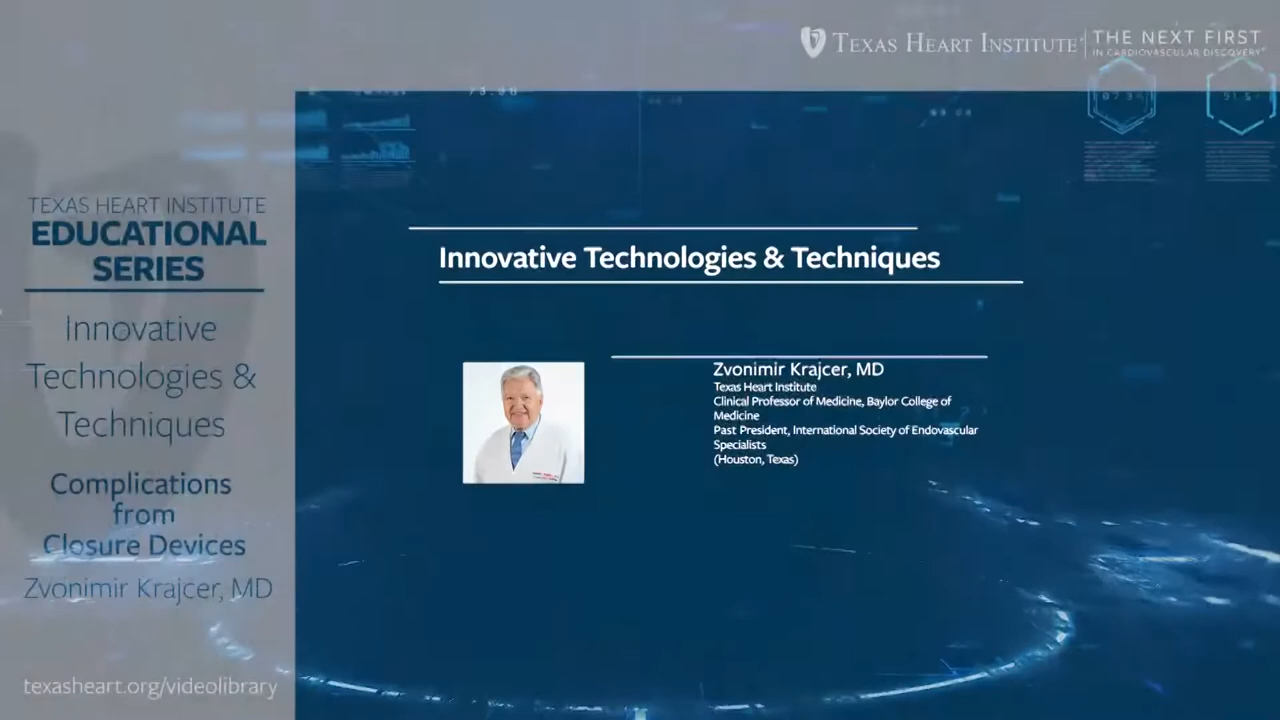 TEXAS HEART INSTITUTE®
THE NEXT FIRST
IN CARDIOVASCULAR DISCOVERY®
TEXAS HEART INSTITUTE
EDUCATIONAL
SERIES
Innovative
Technologies &
Techniques
Complications
from
Closure Devices
Zvonimir Krajcer, MD
texasheart.org/videolibrary
Innovative Technologies & Techniques
Zvonimir Krajcer, MD
Texas Heart Institute
Clinical Professor of Medicine, Baylor College of
Medicine
Past President, International Society of Endovascular
Specialists
(Houston, Texas)